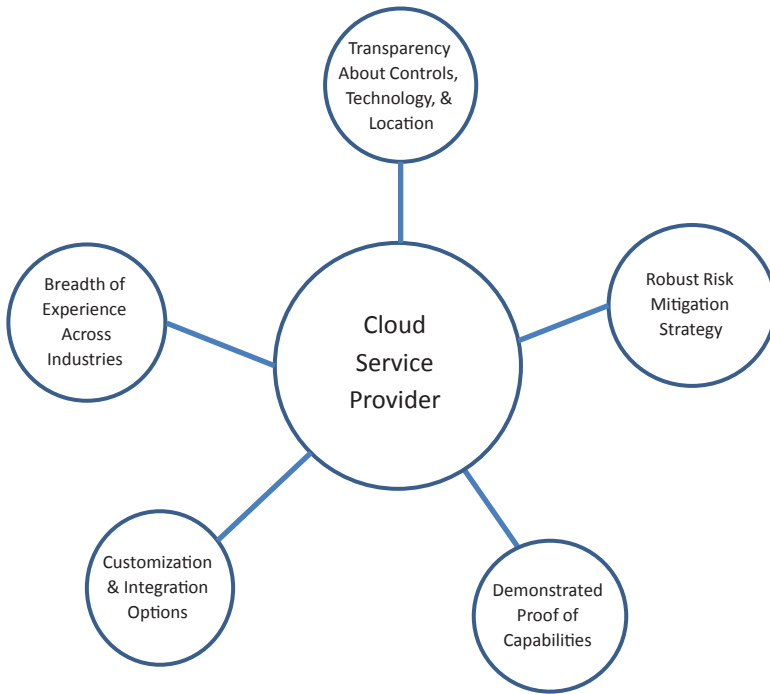 Transparency
About Controls,
Technology, &
Location
Robust Risk
Mitigation
Strategy
Breadth of
Experience
Across
Industries
Cloud
Service
Provider
Customization
& Integration
Options
Demonstrated
Proof of
Capabilities